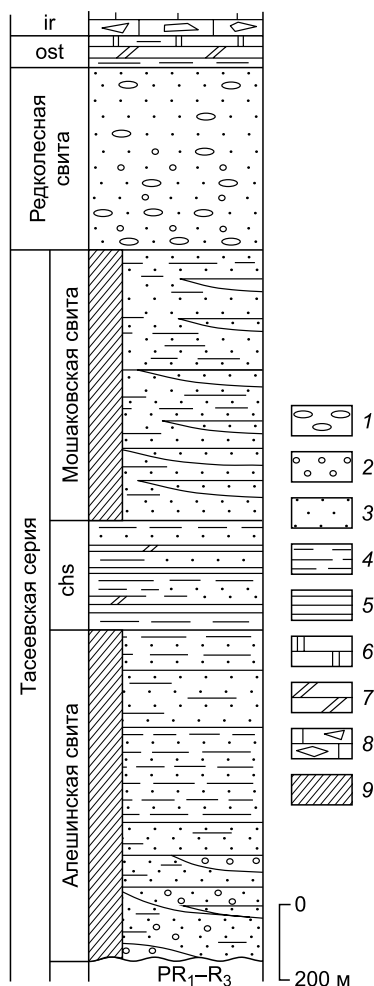 ir
ost
Редколесная
свита
Тасеевская серия
Мошаковская свита
chs
Алешинская свита
PR₁–R₃
1
2
3
4
5
6
7
8
9
0
200 м